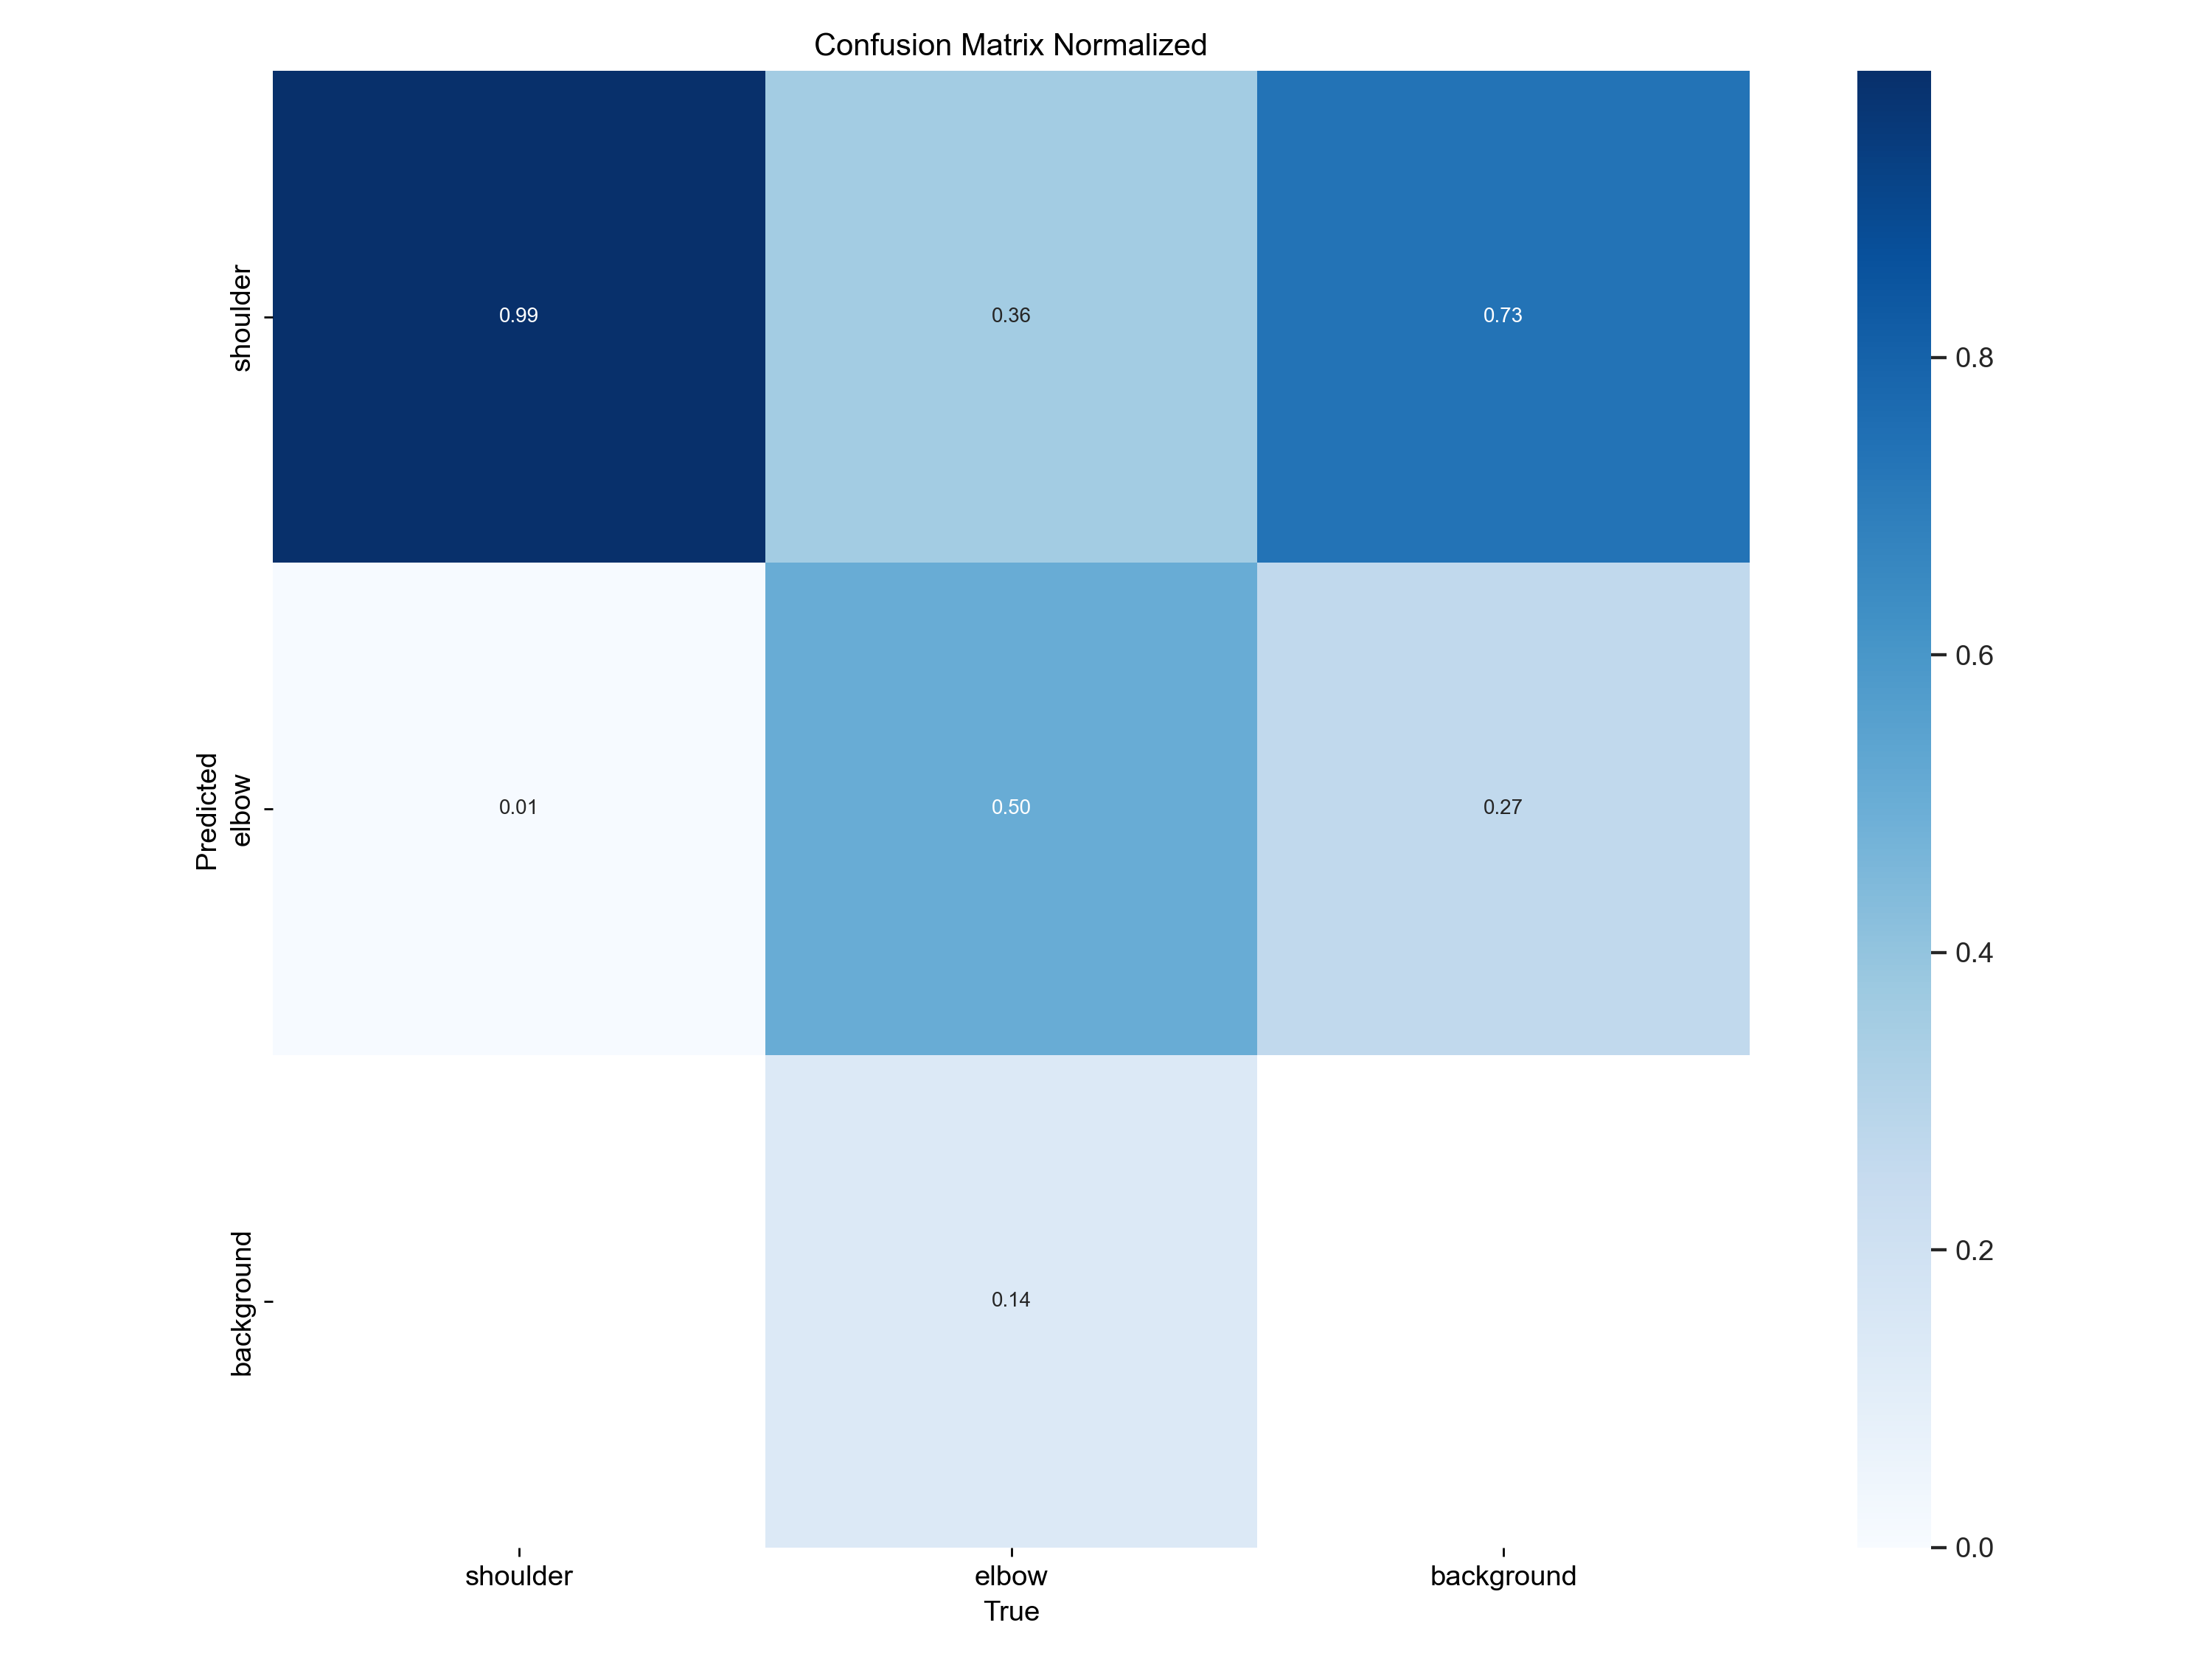 Confusion Matrix Normalized
shoulder
0.99
0.36
0.73
0.8
0.6
Predicted
elbow
0.01
0.50
0.27
0.4
0.2
background
0.14
0.0
shoulder
elbow
background
True